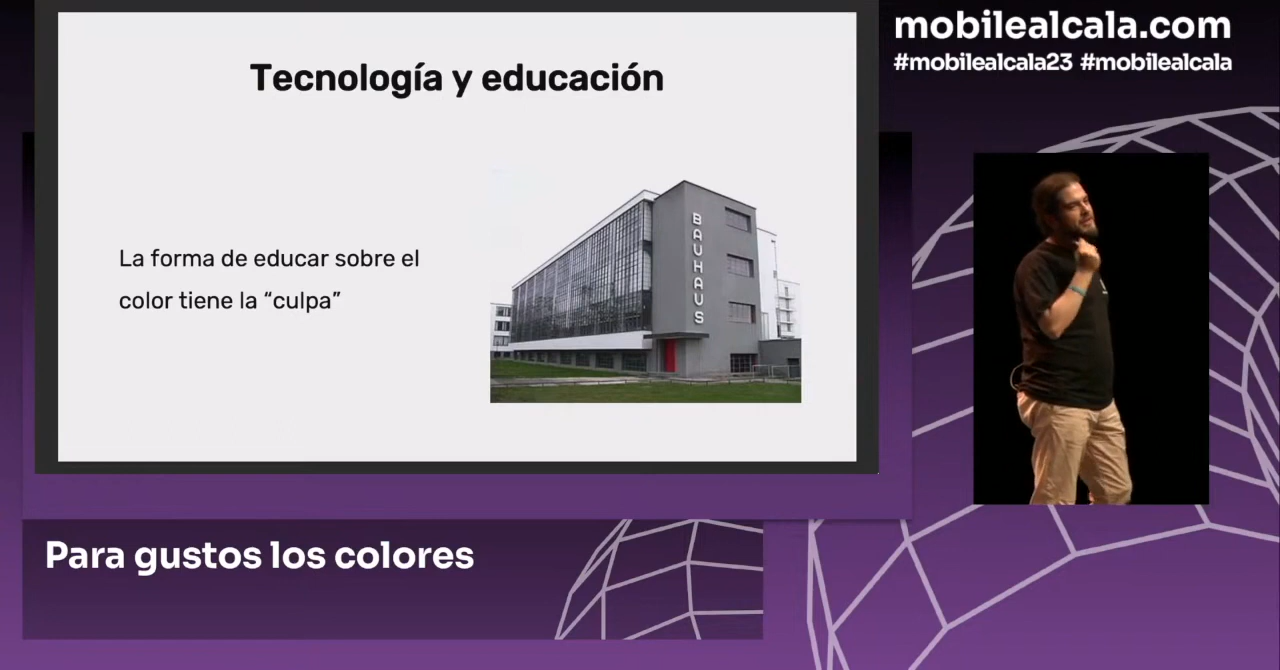 mobilealcala.com
#mobilealcala23 #mobilealcala
Tecnología y educación
La forma de educar sobre el
color tiene la “culpa”
BAUHAUS
Para gustos los colores